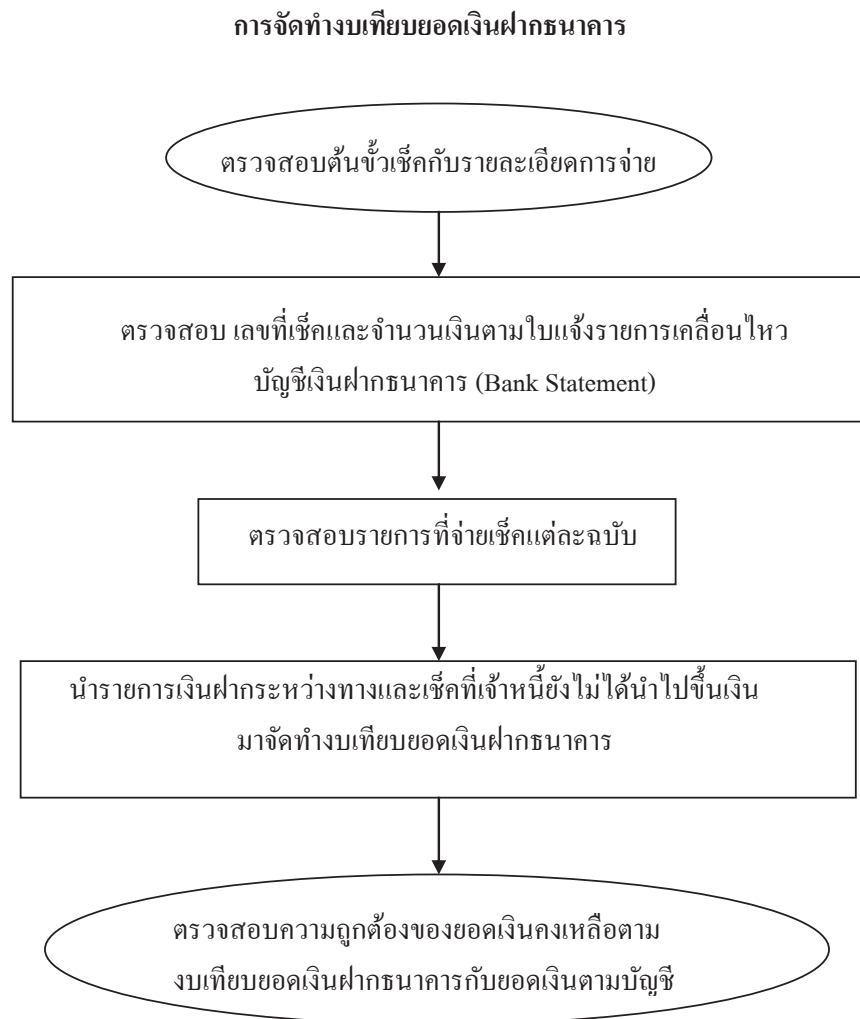 การจัดทำงบเทียบยอดเงินฝากธนาคาร
ตรวจสอบต้นขั้วเช็คกับรายละเอียดการจ่าย
ตรวจสอบ เลขที่เช็คและจำนวนเงินตามใบแจ้งรายการเคลื่อนไหว
บัญชีเงินฝากธนาคาร (Bank Statement)
ตรวจสอบรายการที่จ่ายเช็คแต่ละฉบับ
นำรายการเงินฝากระหว่างทางและเช็คที่เจ้าหนี้ยังไม่ได้นำไปขึ้นเงิน
มาจัดทำงบเทียบยอดเงินฝากธนาคาร
ตรวจสอบความถูกต้องของยอดเงินคงเหลือตาม
งบเทียบยอดเงินฝากธนาคารกับยอดเงินตามบัญชี